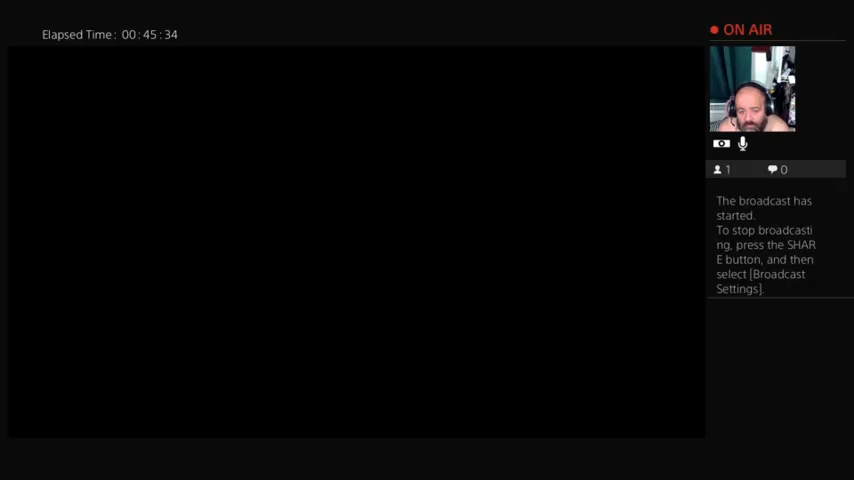 Elapsed Time: 00:45:34
ON AIR
1 0
The broadcast has
started.
To stop broadcasti
ng, press the SHAR
E button, and then
select [Broadcast
Settings].